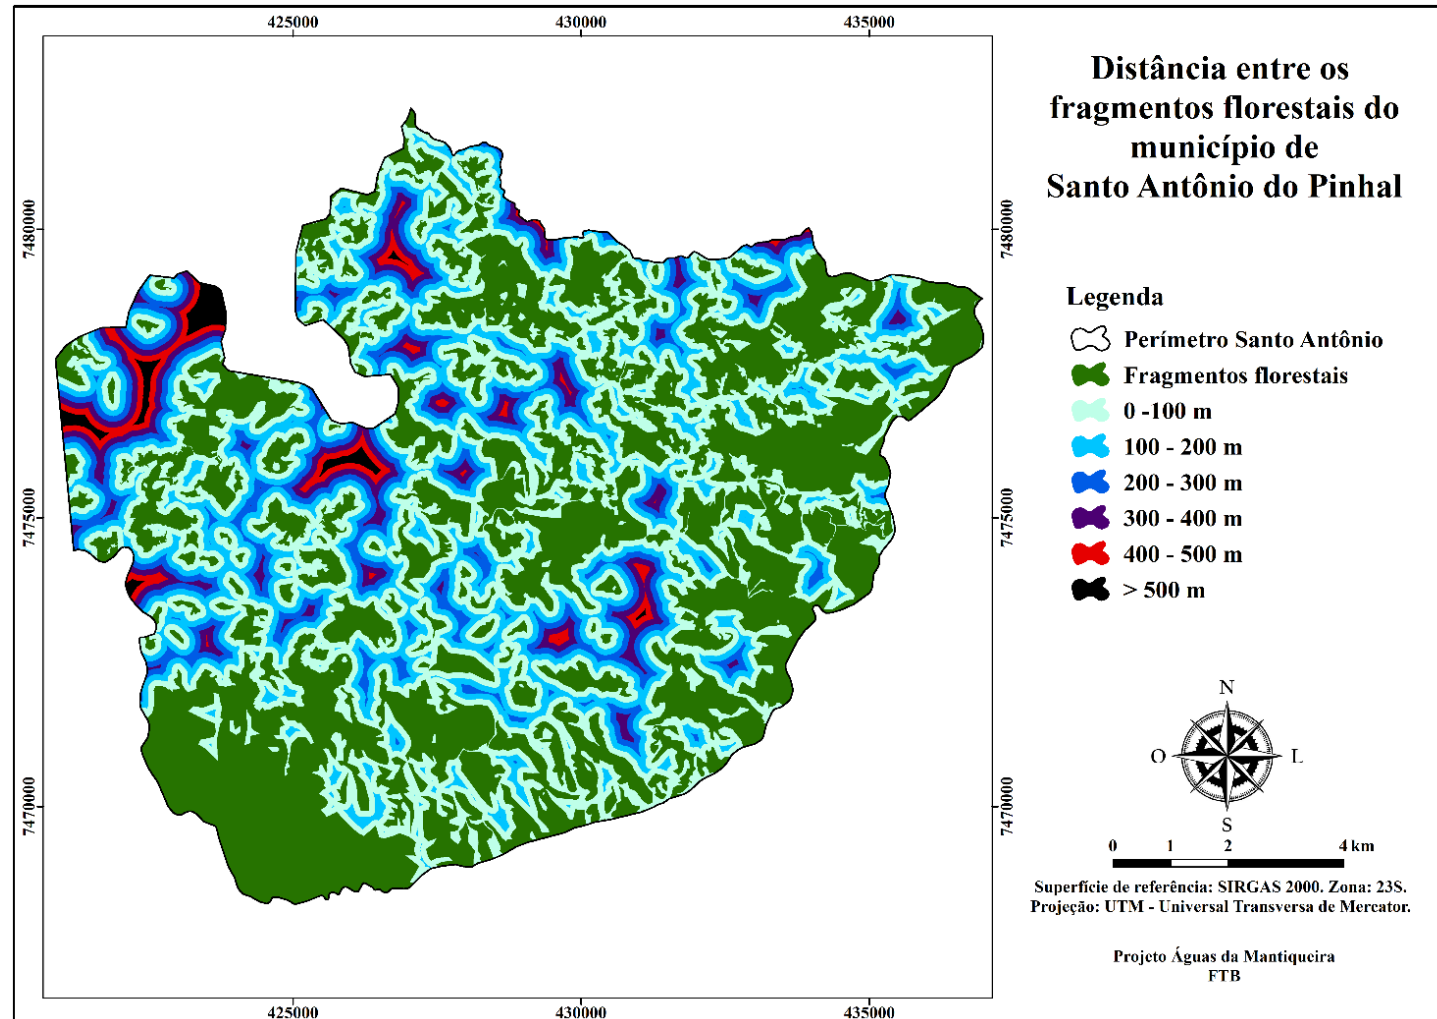 425000
430000
435000
Distância entre os
fragmentos florestais do
município de
Santo Antônio do Pinhal
7480000
7480000
Legenda
Perímetro Santo Antônio
Fragmentos florestais
0 -100 m
100 - 200 m
200 - 300 m
300 - 400 m
400 - 500 m
> 500 m
7475000
7475000
N
O
L
S
7470000
7470000
0 1 2 4 km
Superfície de referência: SIRGAS 2000. Zona: 23S.
Projeção: UTM - Universal Transversa de Mercator.
Projeto Águas da Mantiqueira
FTB
425000
430000
435000